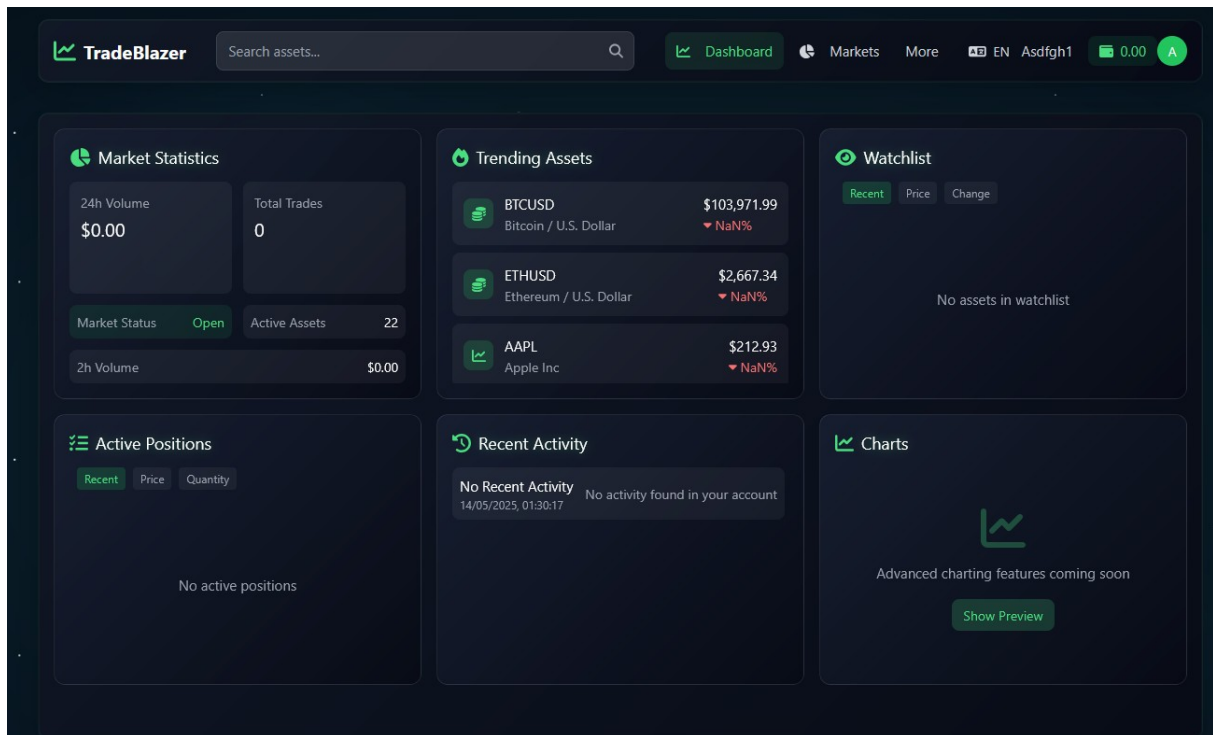 TradeBlazer
Search assets...
Dashboard
Markets
More
EN
Asdfgh1
0.00
A
Market Statistics
24h Volume
$0.00
Total Trades
0
Market Status
Open
Active Assets
22
2h Volume
$0.00
Trending Assets
BTCUSD
$103,971.99
Bitcoin / U.S. Dollar
NaN%
ETHUSD
$2,667.34
Ethereum / U.S. Dollar
NaN%
AAPL
$212.93
Apple Inc
NaN%
Watchlist
Recent
Price
Change
No assets in watchlist
Active Positions
Recent
Price
Quantity
No active positions
Recent Activity
No Recent Activity
14/05/2025, 01:30:17
No activity found in your account
Charts
Advanced charting features coming soon
Show Preview